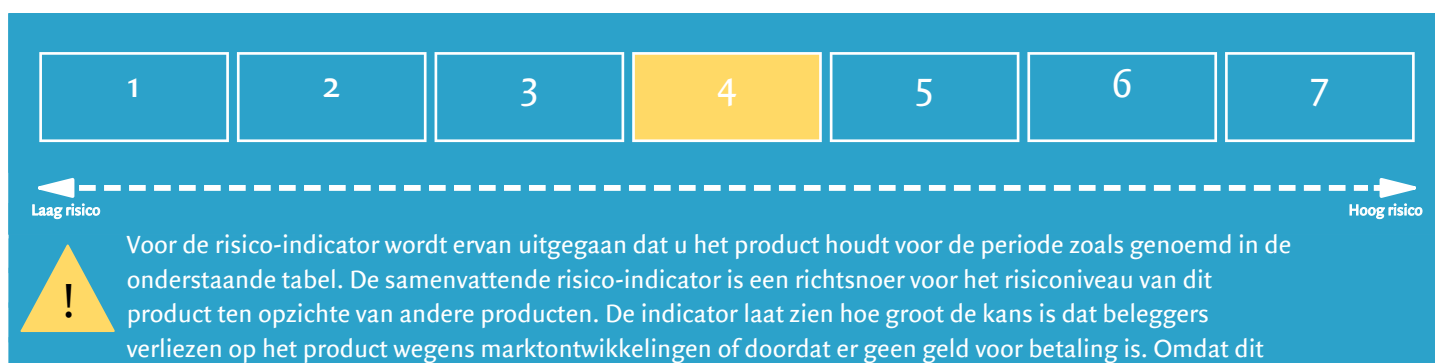 1 2 3 4 5 6 7
Laag risico Hoog risico
Voor de risico-indicator wordt ervan uitgegaan dat u het product houdt voor de periode zoals genoemd in de
onderstaande tabel. De samenvattende risico-indicator is een richtsnoer voor het risiconiveau van dit
! product ten opzichte van andere producten. De indicator laat zien hoe groot de kans is dat beleggers
verliezen op het product wegens marktontwikkelingen of doordat er geen geld voor betaling is. Omdat dit